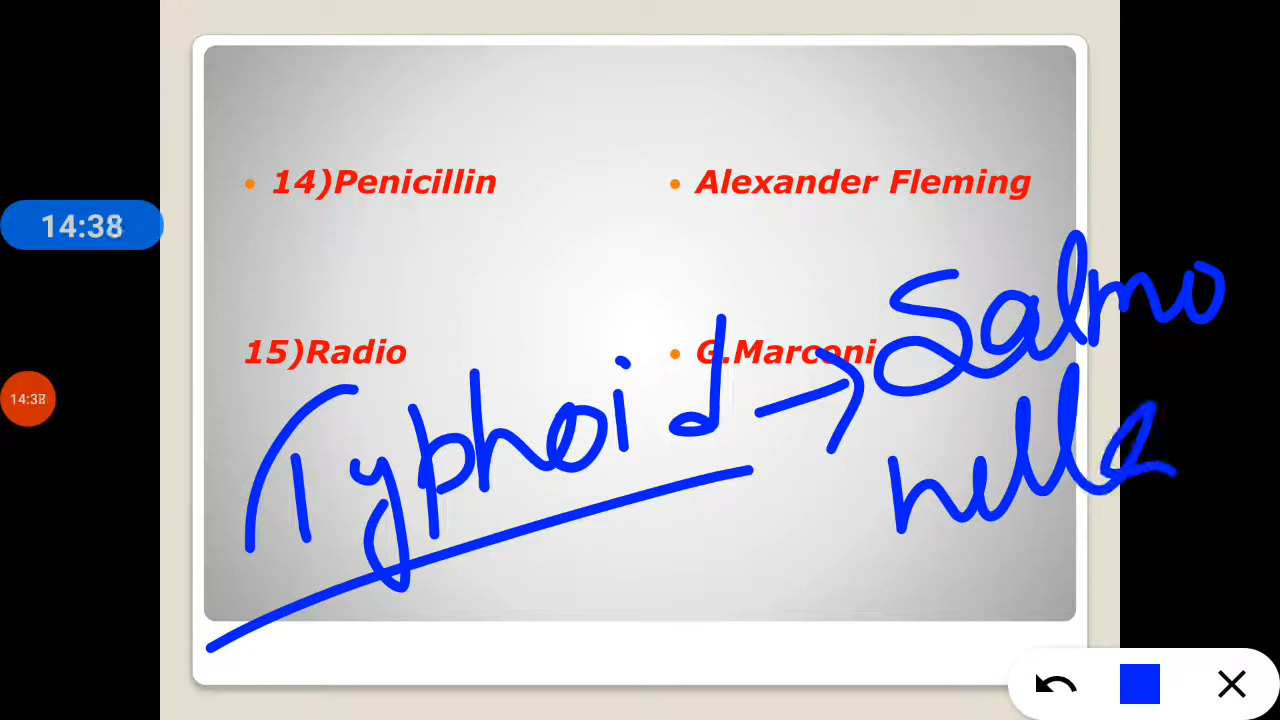 14)Penicillin Alexander Fleming
14:38
15)Radio G.Marconi
14:38
Typhoid → Salmo
nella